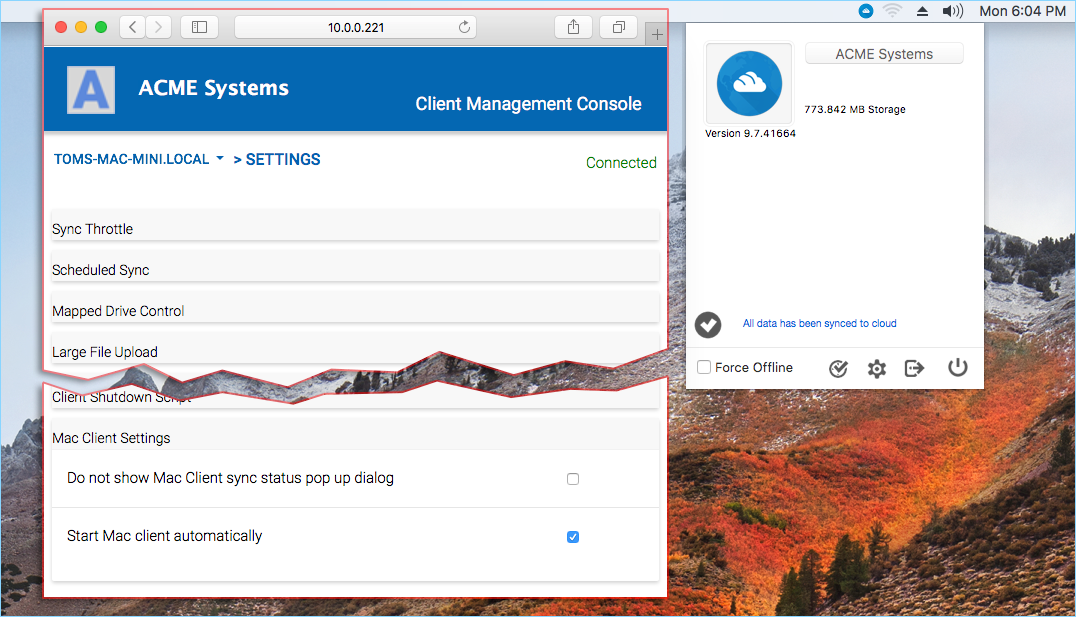 Mon 6:04 PM
10.0.0.221
A
ACME Systems
Client Management Console
TOMS-MAC-MINI.LOCAL > SETTINGS
Connected
Sync Throttle
Scheduled Sync
Mapped Drive Control
Large File Upload
Client Shutdown Script
Mac Client Settings
Do not show Mac Client sync status pop up dialog
Start Mac client automatically
ACME Systems
773.842 MB Storage
Version 9.7.41664
All data has been synced to cloud
Force Offline